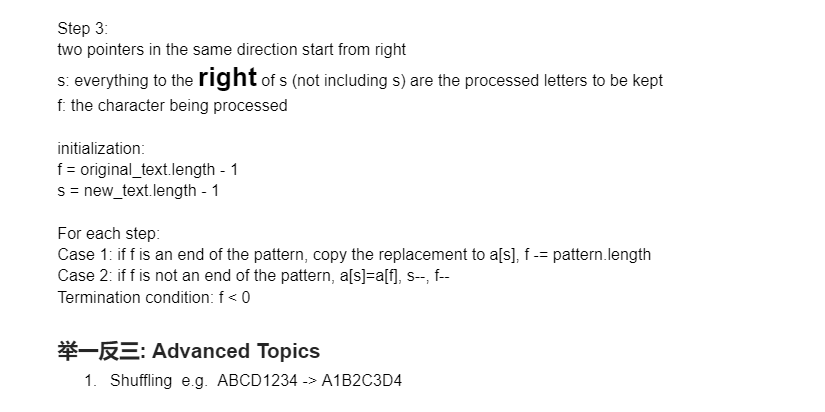 Step 3:
two pointers in the same direction start from right
s: everything to the right of s (not including s) are the processed letters to be kept
f: the character being processed
initialization:
f = original_text.length - 1
s = new_text.length - 1
For each step:
Case 1: if f is an end of the pattern, copy the replacement to a[s], f -= pattern.length
Case 2: if f is not an end of the pattern, a[s]=a[f], s--, f--
Termination condition: f < 0
举一反三: Advanced Topics
1. Shuffling e.g. ABCD1234 -> A1B2C3D4